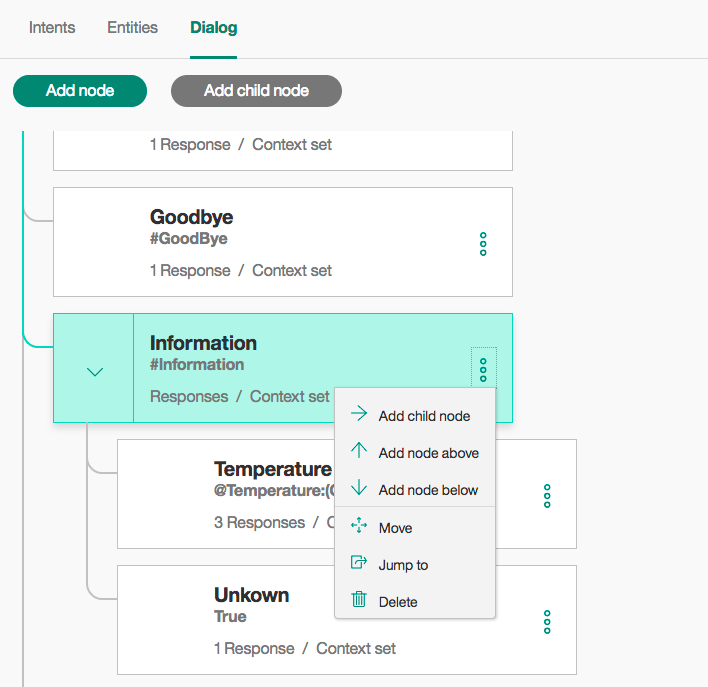 Intents Entities Dialog
Add node Add child node
1 Response / Context set
Goodbye
#GoodBye
1 Response / Context set
Information
#Information
Responses / Context set
Add child node
Add node above
Add node below
Move
Jump to
Delete
Temperature
@Temperature:(
3 Responses /
Unkown
True
1 Response / Context set